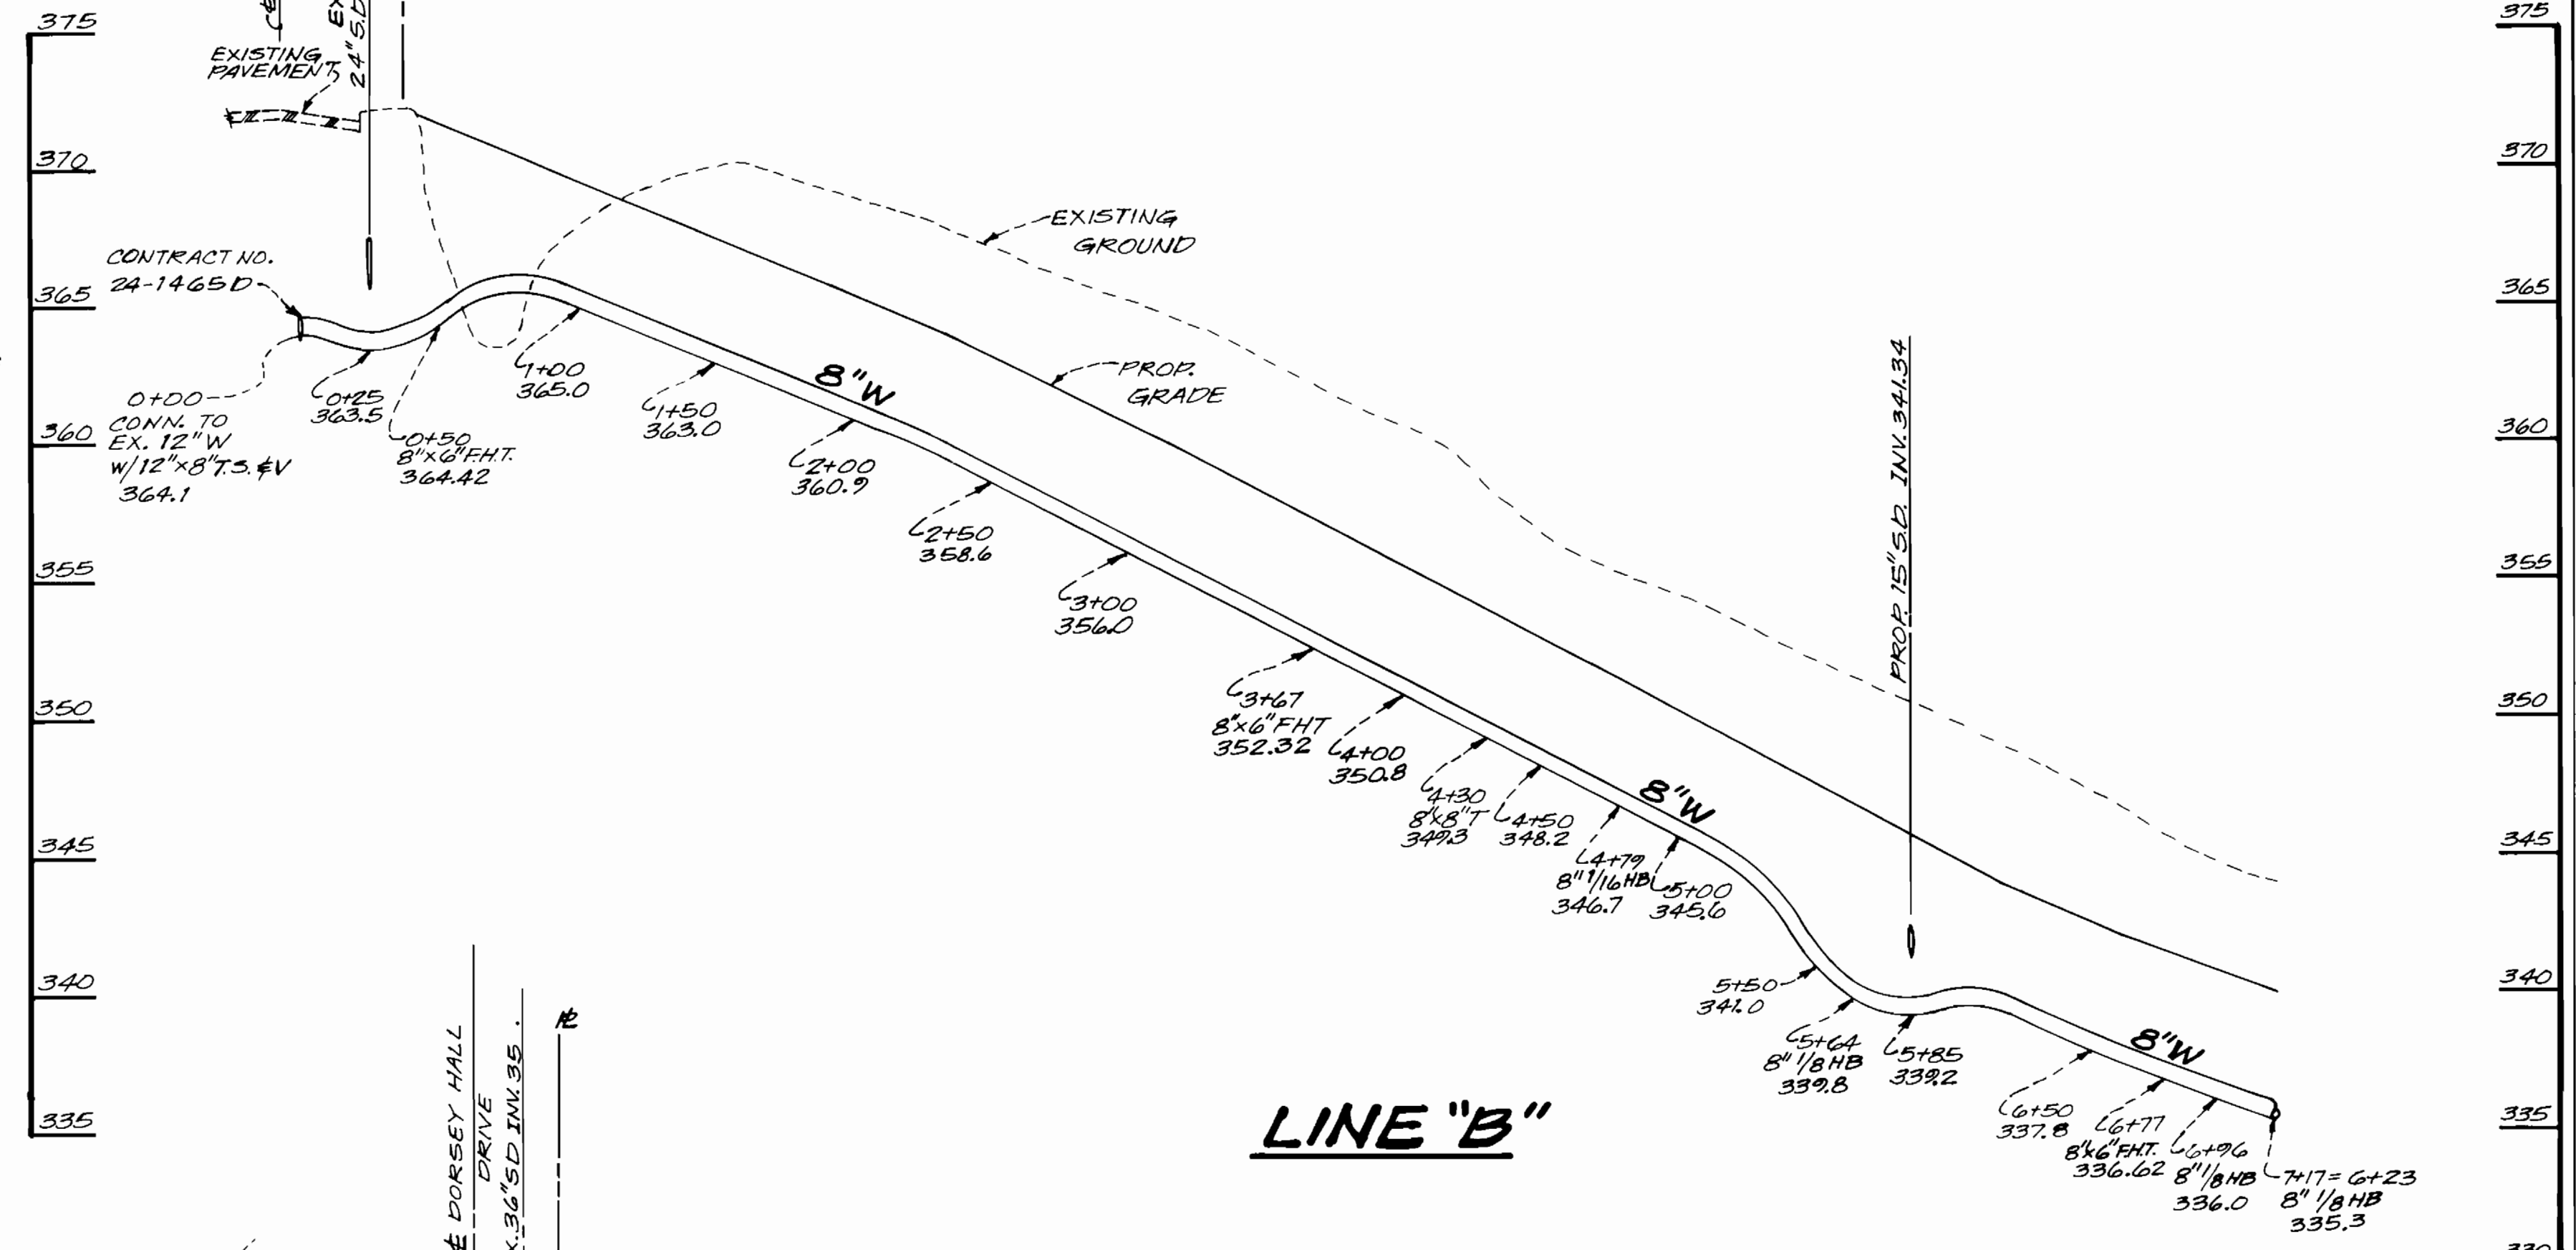 375
370
365
360
355
350
345
340
335
375
370
365
360
355
350
345
340
335
EXISTING
PAVEMENT
24" S.D
CONTRACT NO.
24-1465D
0+00
CONN. TO
EX. 12"W
W/12"x8"T.S.&V
364.1
0+25
363.5
0+50
8"x6"F.H.T.
364.42
1+00
365.0
1+50
363.0
8"W
2+00
360.9
2+50
358.6
3+00
356.0
EXISTING
GROUND
PROP.
GRADE
3+67
8"x6"FHT
352.32
4+00
350.8
4+30
8"x8"T
349.3
4+50
348.2
4+79
8" 1/16 HB
346.7
8"W
5+00
345.6
PROP. 15" S.D. INV. 341.34
5+50
341.0
5+64
8" 1/8 HB
339.8
5+85
339.2
8"W
6+50
337.8
6+77
8"x6"F.H.T.
336.62
6+96
8" 1/8 HB
336.0
7+17= 6+23
8" 1/8 HB
335.3
LINE "B"
DORSEY HALL
DRIVE
X.36"SD INV.35